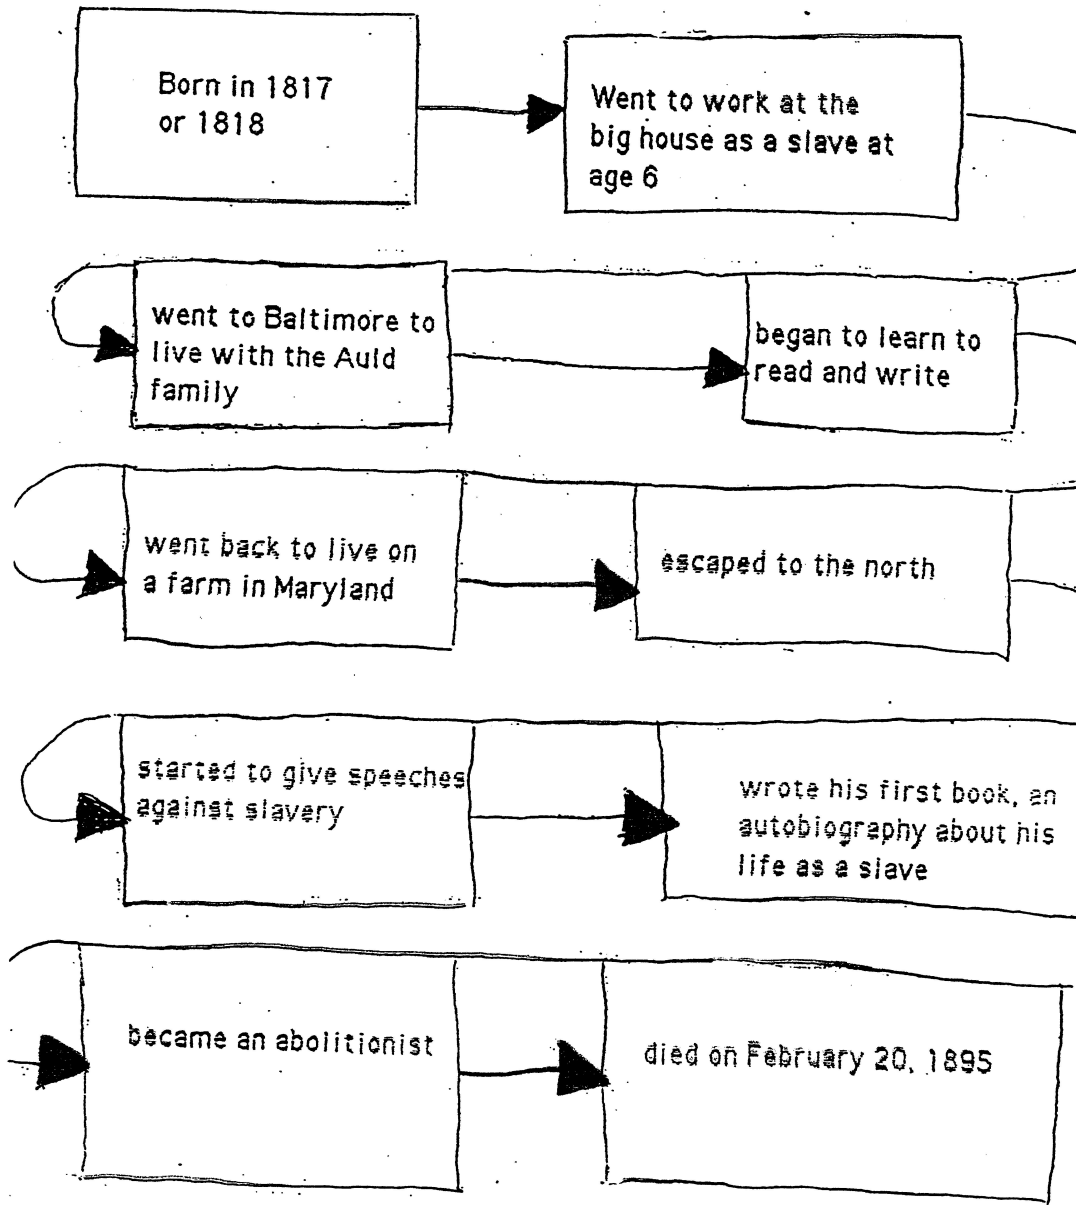 Born in 1817
or 1818
Went to work at the
big house as a slave at
age 6
went to Baltimore to
live with the Auld
family
began to learn to
read and write
went back to live on
a farm in Maryland
escaped to the north
started to give speeches
against slavery
wrote his first book, an
autobiography about his
life as a slave
became an abolitionist
died on February 20, 1895